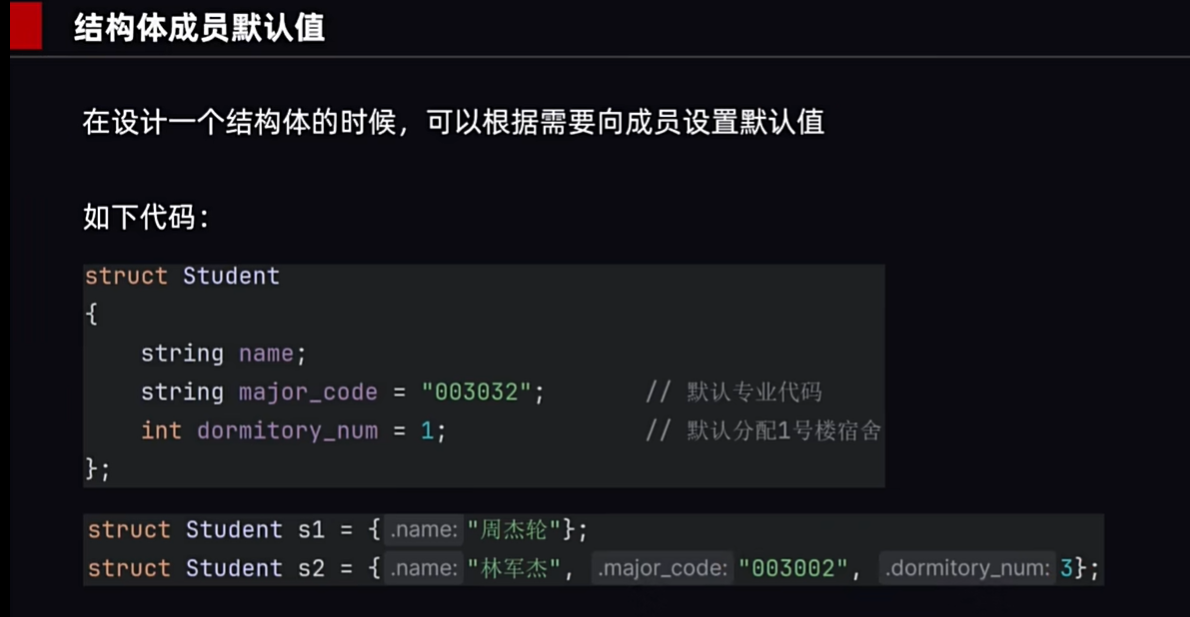 结构体成员默认值
在设计一个结构体的时候，可以根据需要向成员设置默认值
如下代码：
struct Student
{
    string name;
    string major_code = "003032";        // 默认专业代码
    int dormitory_num = 1;               // 默认分配1号楼宿舍
};
struct Student s1 = { .name: "周杰轮"};
struct Student s2 = { .name: "林军杰", .major_code: "003002", .dormitory_num: 3};